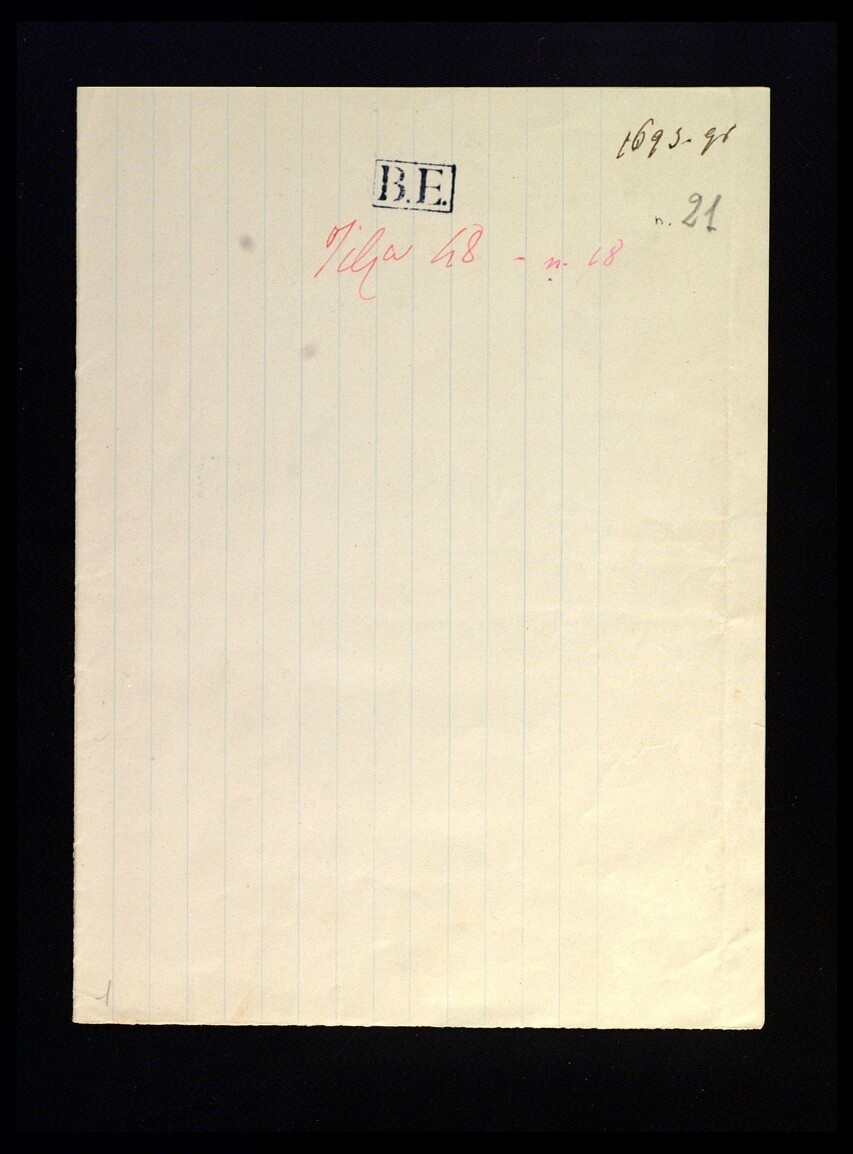 1693-91
B.E.
n. 21
Filza 48 - n. 18
1